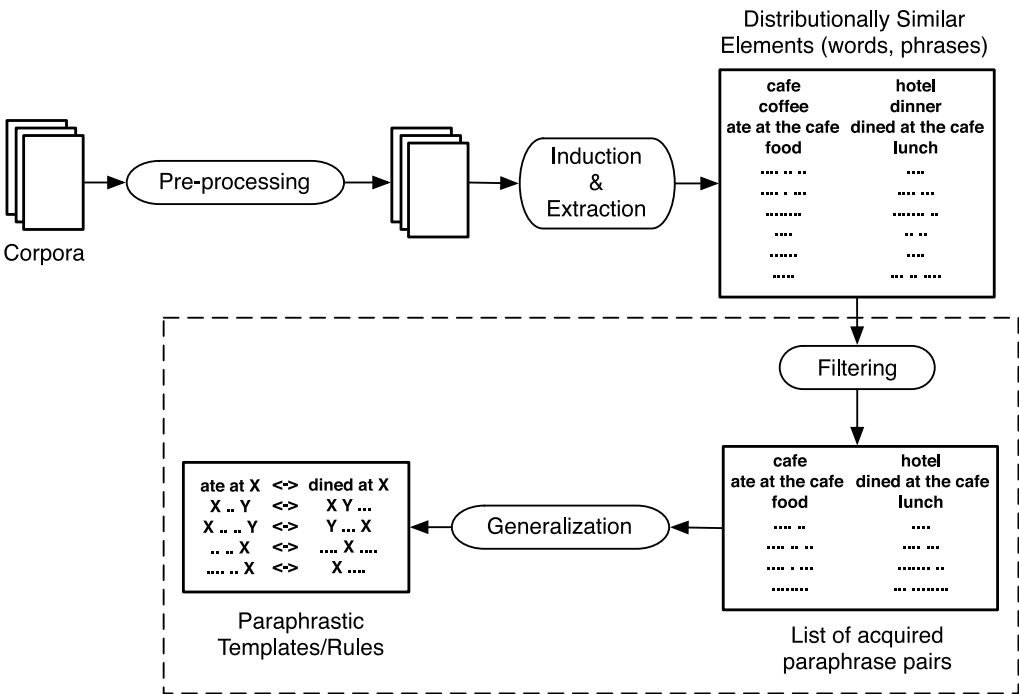 Distributionally Similar
Elements (words, phrases)
Corpora
Pre-processing
Induction
&
Extraction
cafe hotel
coffee dinner
ate at the cafe dined at the cafe
food lunch
.... .. .. ....
.... . ... .... ...
........ ....... ..
.... .. ..
...... ....
..... ... .. ....
Filtering
cafe hotel
ate at the cafe dined at the cafe
food lunch
.... .. ....
.... .. .. .... ...
.... . ... ....... ..
........ ... ........
List of acquired
paraphrase pairs
Generalization
ate at X <-> dined at X
X .. Y <-> X Y ...
X .. .. Y <-> Y ... X
.. .. X <-> .... X ....
.... .. X <-> X ....
Paraphrastic
Templates/Rules